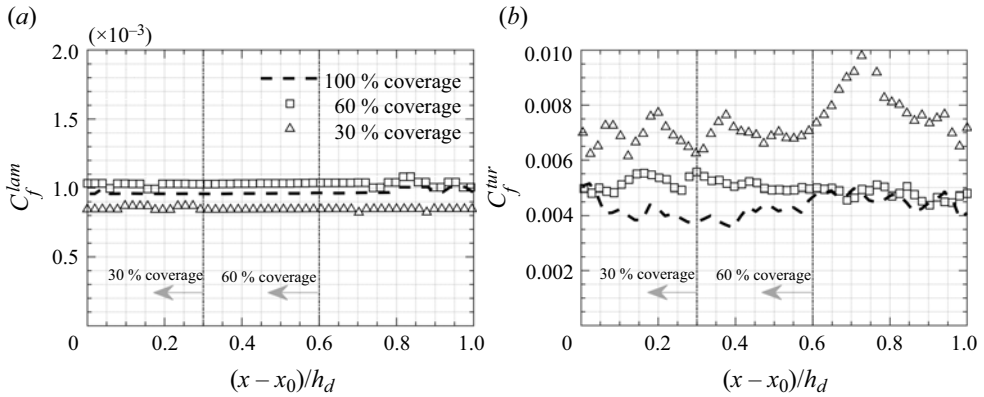 (a)
(×10⁻³)
2.0
1.5
1.0
0.5
0
0.2
0.4
0.6
0.8
1.0
C_f^lam
(x – x₀)/h_d
100 % coverage
60 % coverage
30 % coverage
30 % coverage
60 % coverage
(b)
0.010
0.008
0.006
0.004
0.002
0
0.2
0.4
0.6
0.8
1.0
C_f^tur
(x – x₀)/h_d
30 % coverage
60 % coverage